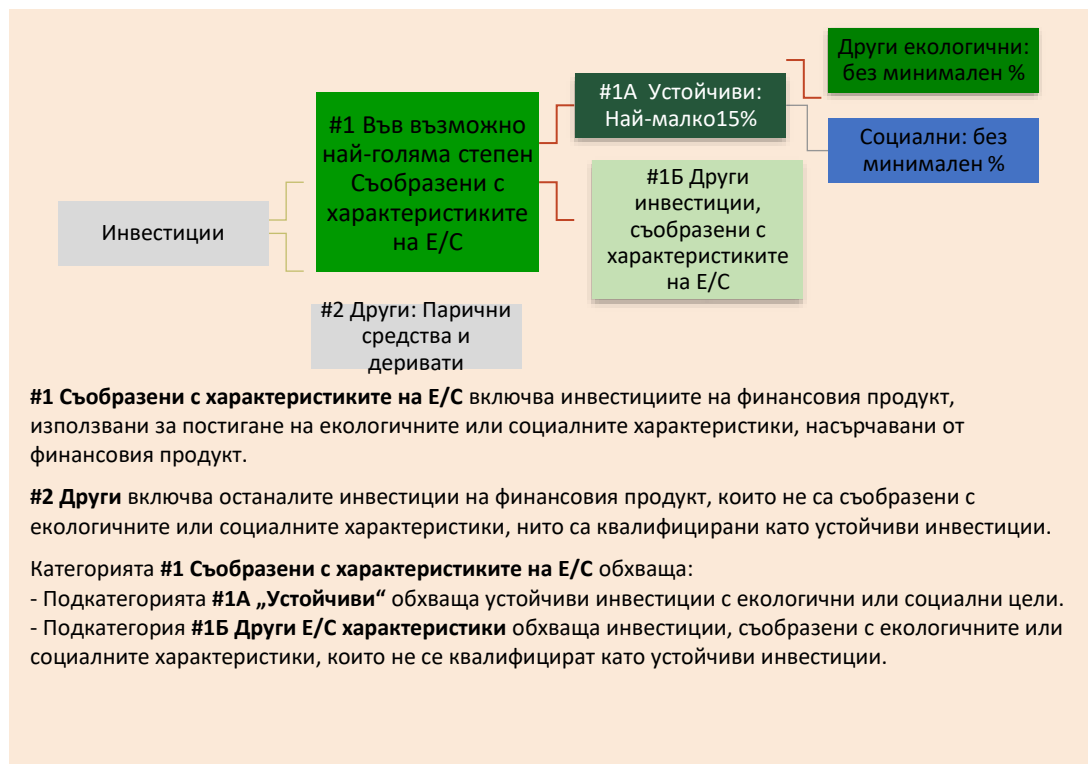 Други екологични:
без минимален %
#1А Устойчиви:
Най-малко15%
#1 Във възможно
най-голяма степен
Съобразени с
характеристиките
на Е/С
Социални: без
минимален %
#1Б Други
инвестиции,
съобразени с
характеристиките
на Е/С
Инвестиции
#2 Други: Парични
средства и
деривати
#1 Съобразени с характеристиките на Е/С включва инвестициите на финансовия продукт,
използвани за постигане на екологичните или социалните характеристики, насърчавани от
финансовия продукт.
#2 Други включва останалите инвестиции на финансовия продукт, които не са съобразени с
екологичните или социалните характеристики, нито са квалифицирани като устойчиви инвестиции.
Категорията #1 Съобразени с характеристиките на Е/С обхваща:
- Подкатегорията #1А „Устойчиви“ обхваща устойчиви инвестиции с екологични или социални цели.
- Подкатегория #1Б Други Е/С характеристики обхваща инвестиции, съобразени с екологичните или
социалните характеристики, които не се квалифицират като устойчиви инвестиции.